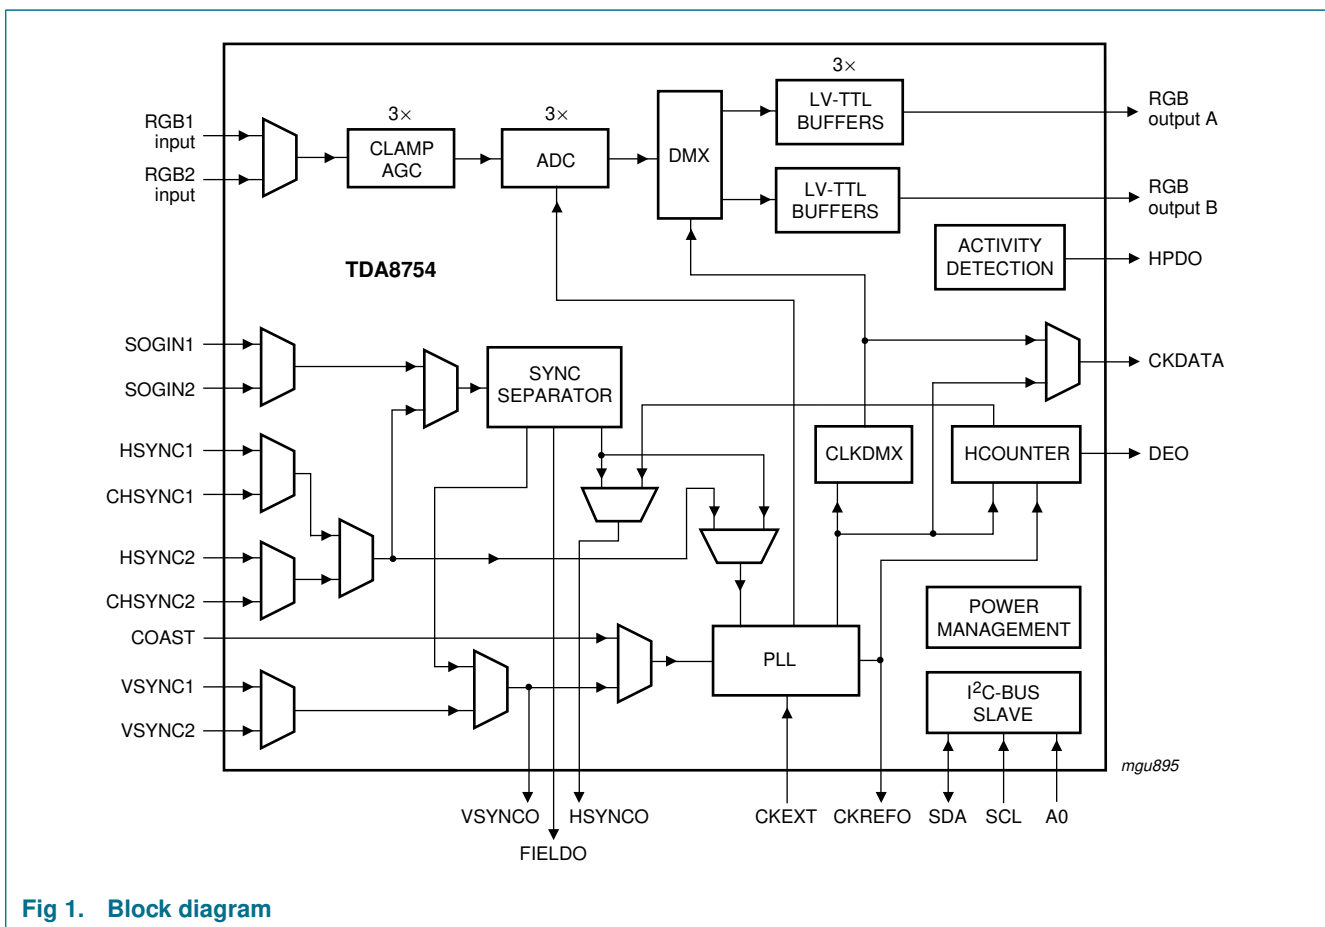 3×
LV-TTL
BUFFERS
RGB
output A
RGB1
input
3×
CLAMP
AGC
3×
ADC
DMX
RGB2
input
LV-TTL
BUFFERS
RGB
output B
ACTIVITY
DETECTION
HPDO
TDA8754
SOGIN1
SOGIN2
SYNC
SEPARATOR
CKDATA
HSYNC1
CHSYNC1
CLKDMX
HCOUNTER
DEO
HSYNC2
CHSYNC2
COAST
POWER
MANAGEMENT
PLL
VSYNC1
VSYNC2
I²C-BUS
SLAVE
mgu895
VSYNCO
HSYNCO
CKEXT
CKREFO
SDA
SCL
A0
FIELDO
Fig 1. Block diagram